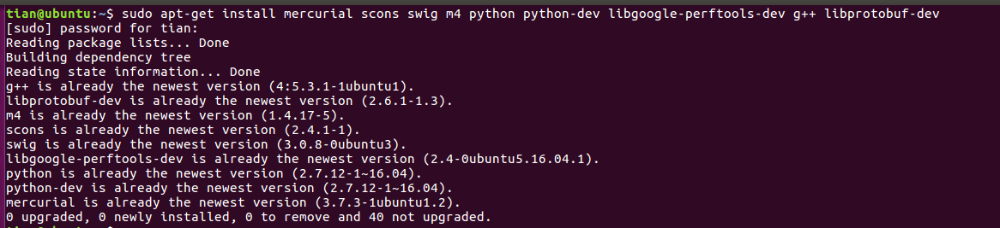 tian@ubuntu:~$ sudo apt-get install mercurial scons swig m4 python python-dev libgoogle-perftools-dev g++ libprotobuf-dev
[sudo] password for tian:
Reading package lists... Done
Building dependency tree
Reading state information... Done
g++ is already the newest version (4:5.3.1-1ubuntu1).
libprotobuf-dev is already the newest version (2.6.1-1.3).
m4 is already the newest version (1.4.17-5).
scons is already the newest version (2.4.1-1).
swig is already the newest version (3.0.8-0ubuntu3).
libgoogle-perftools-dev is already the newest version (2.4-0ubuntu5.16.04.1).
python is already the newest version (2.7.12-1~16.04).
python-dev is already the newest version (2.7.12-1~16.04).
mercurial is already the newest version (3.7.3-1ubuntu1.2).
0 upgraded, 0 newly installed, 0 to remove and 40 not upgraded.